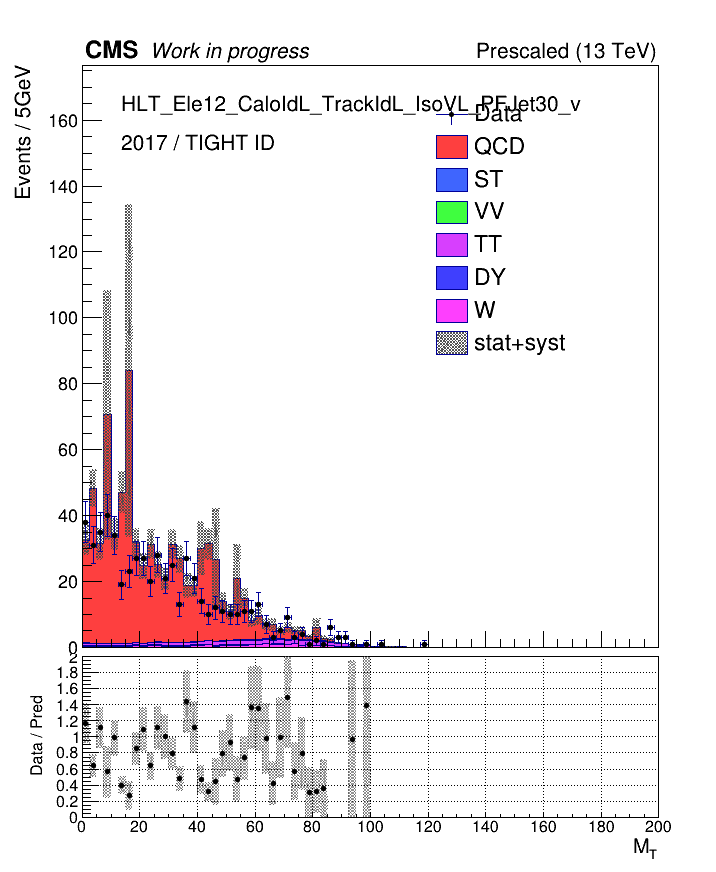 CMS Work in progress Prescaled (13 TeV)
Events / 5GeV
HLT_Ele12_CaloIdL_TrackIdL_IsoVL_PFJet30_v
2017 / TIGHT ID
Data
QCD
ST
VV
TT
DY
W
stat+syst
160
140
120
100
80
60
40
20
0
Data / Pred
2
1.8
1.6
1.4
1.2
1
0.8
0.6
0.4
0.2
0
0 20 40 60 80 100 120 140 160 180 200
M_T